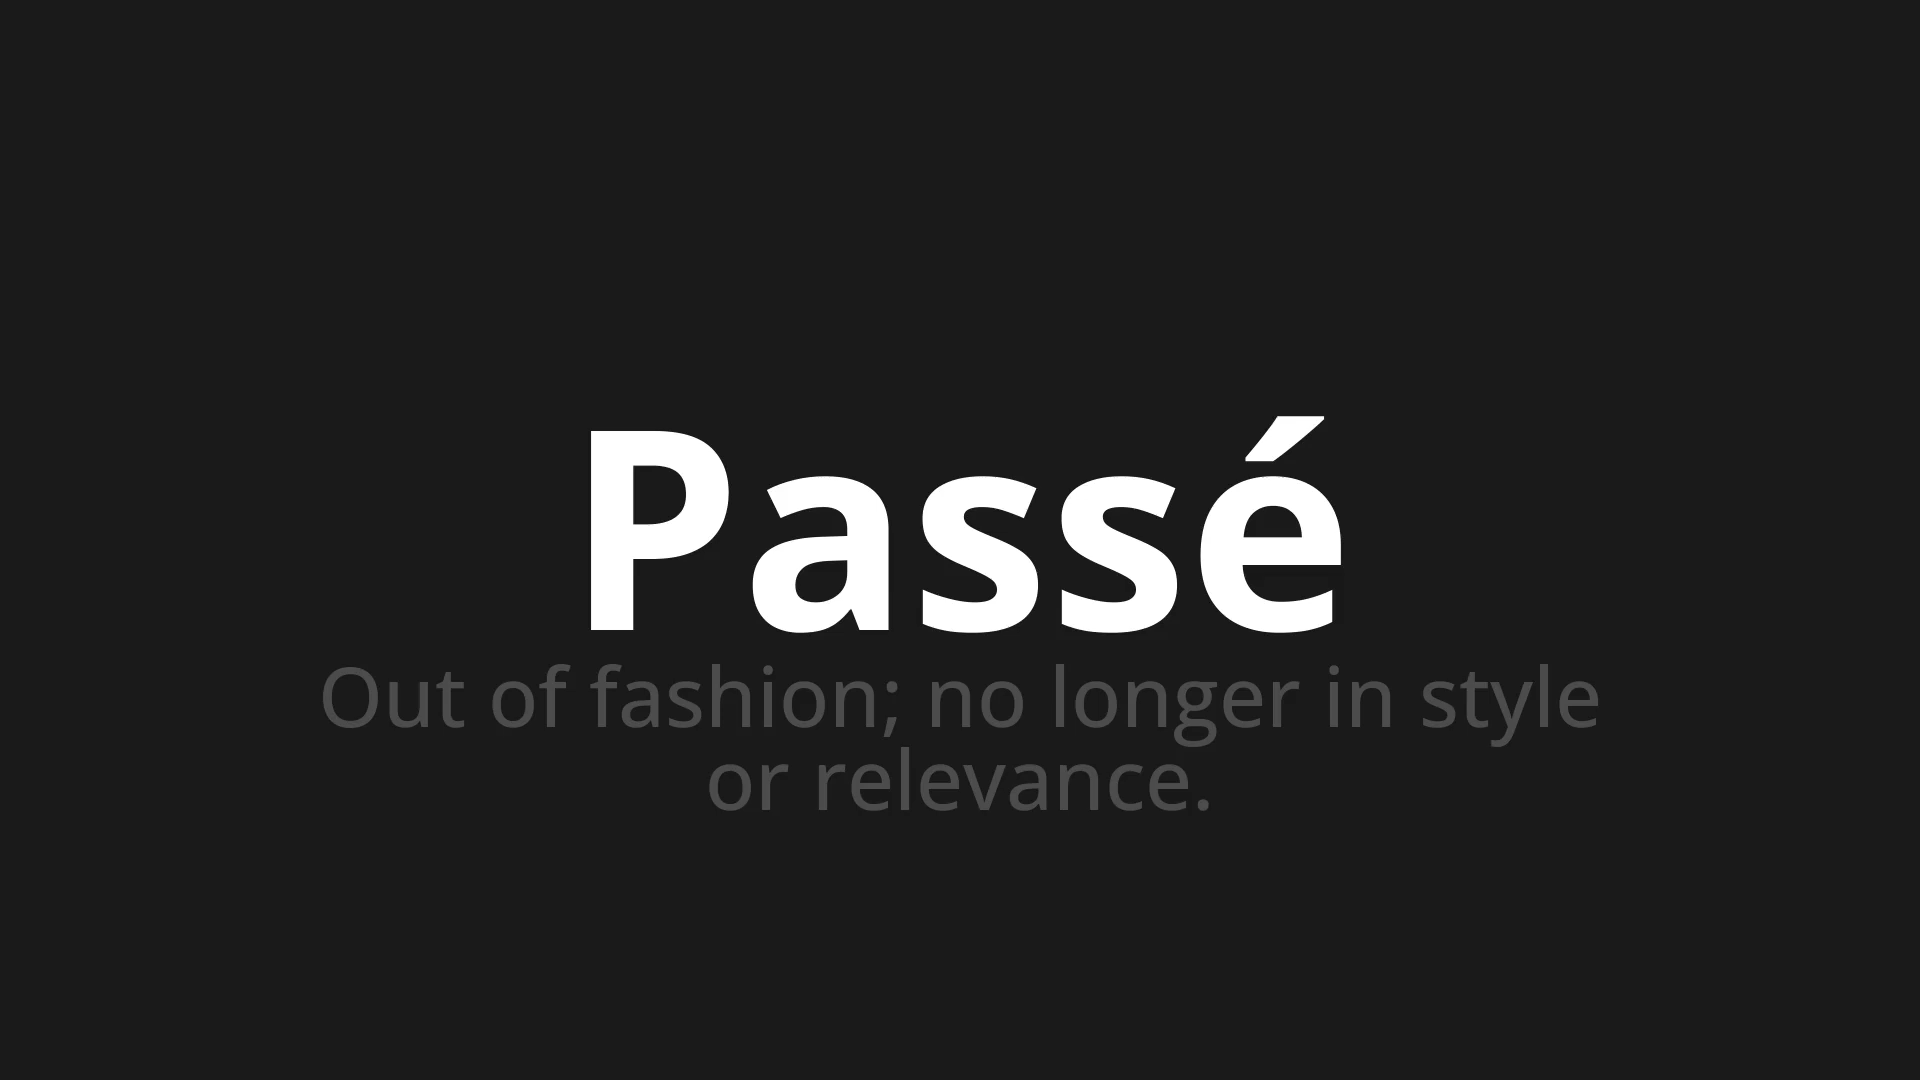 Passé
Out of fashion; no longer in style
or relevance.